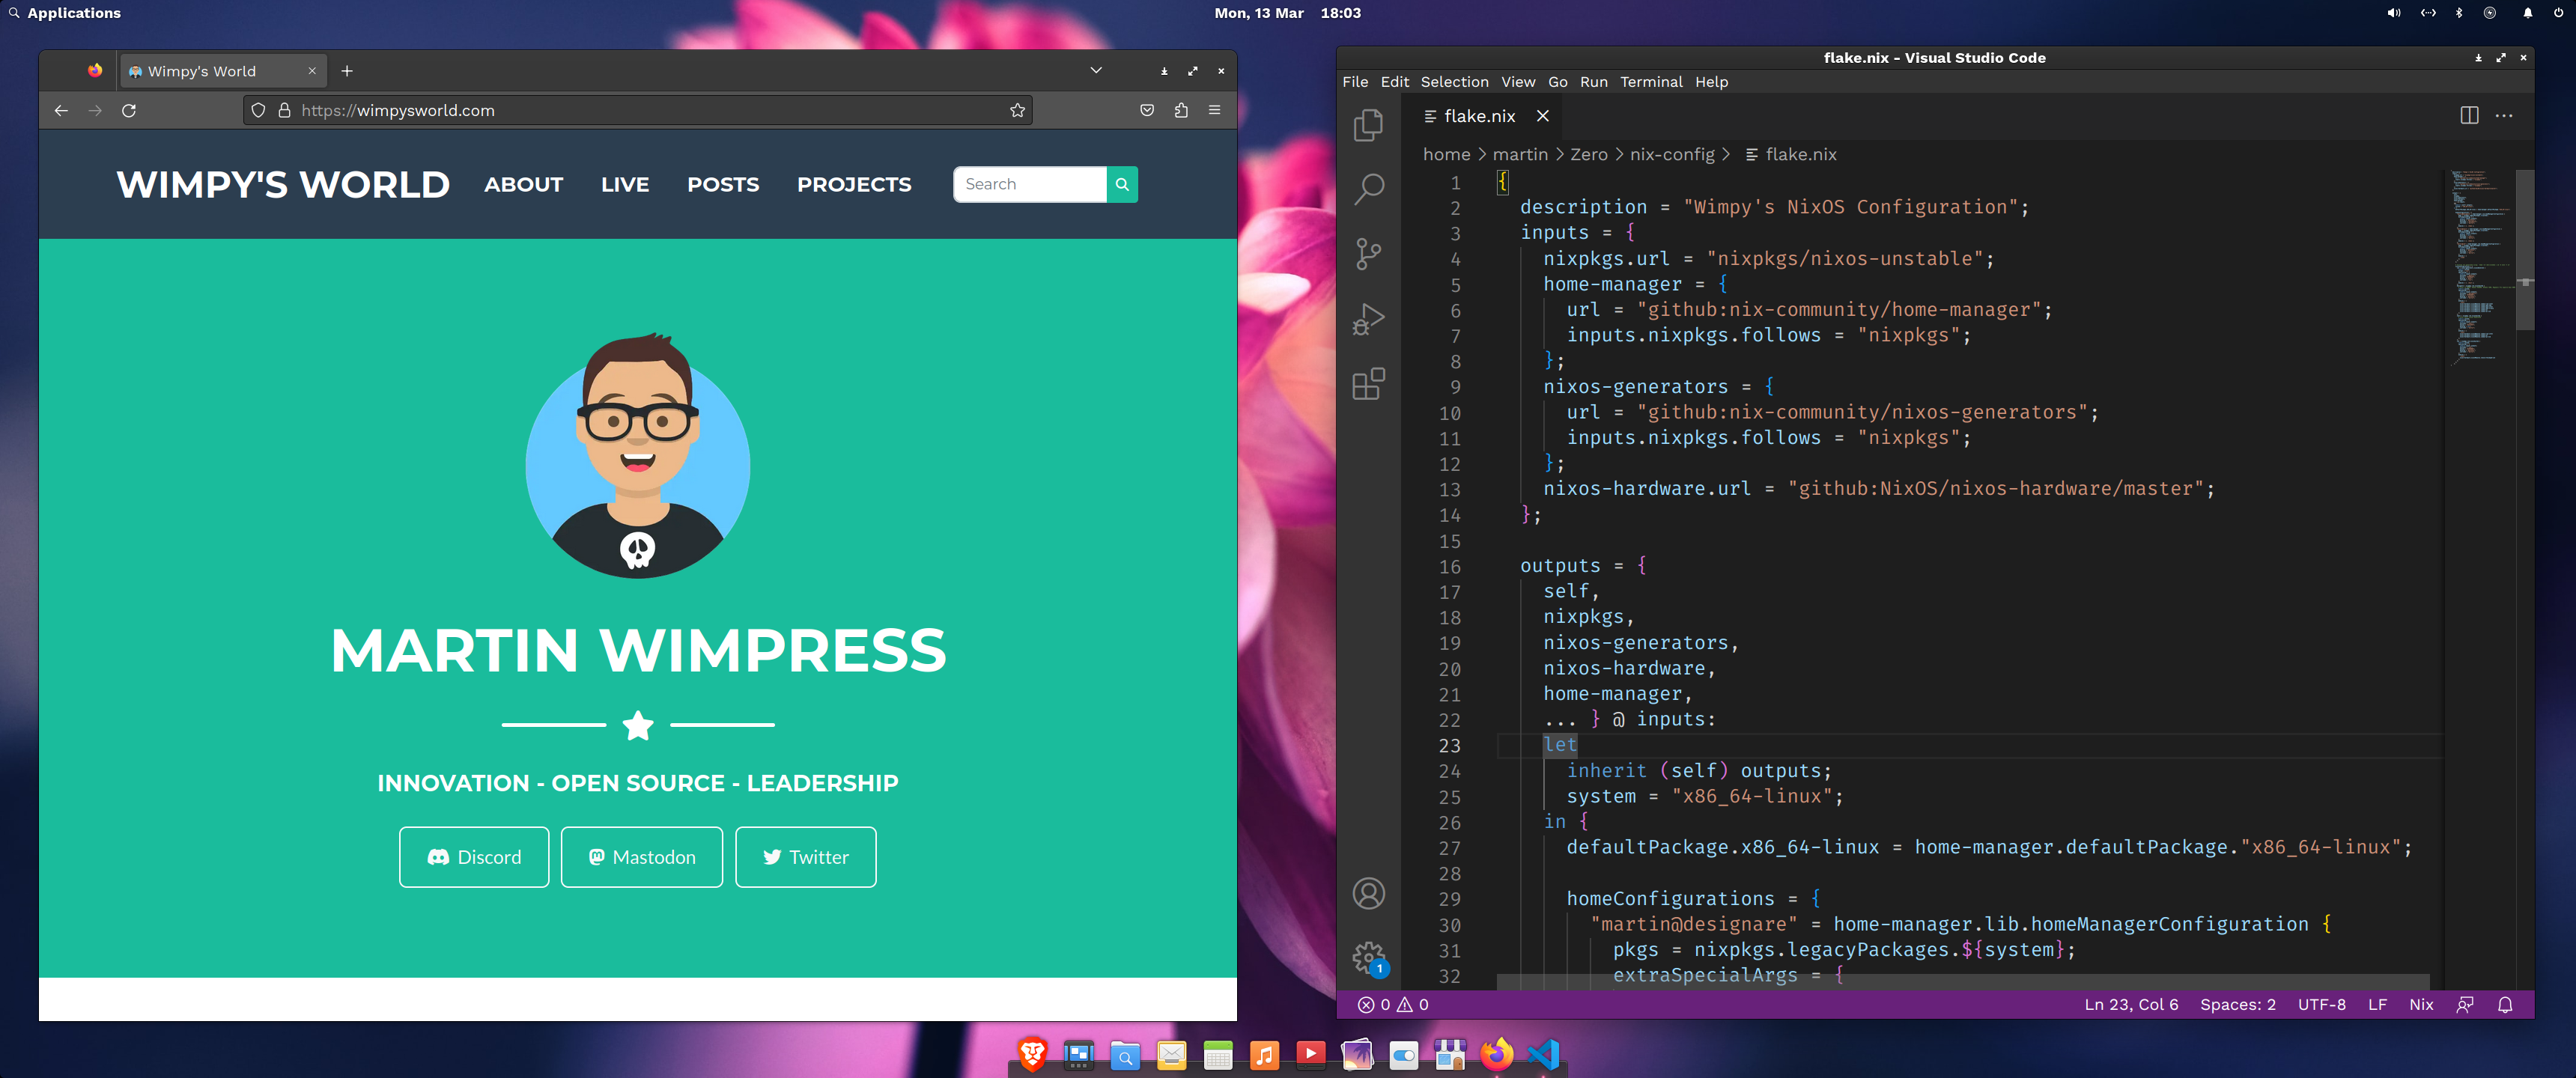 Applications
Mon, 13 Mar 18:03
Wimpy's World
https://wimpysworld.com
WIMPY'S WORLD ABOUT LIVE POSTS PROJECTS Search
MARTIN WIMPRESS
INNOVATION - OPEN SOURCE - LEADERSHIP
Discord Mastodon Twitter
flake.nix - Visual Studio Code
File Edit Selection View Go Run Terminal Help
flake.nix
home > martin > Zero > nix-config > flake.nix
1 {
2 description = "Wimpy's NixOS Configuration";
3 inputs = {
4 nixpkgs.url = "nixpkgs/nixos-unstable";
5 home-manager = {
6 url = "github:nix-community/home-manager";
7 inputs.nixpkgs.follows = "nixpkgs";
8 };
9 nixos-generators = {
10 url = "github:nix-community/nixos-generators";
11 inputs.nixpkgs.follows = "nixpkgs";
12 };
13 nixos-hardware.url = "github:NixOS/nixos-hardware/master";
14 };
15
16 outputs = {
17 self,
18 nixpkgs,
19 nixos-generators,
20 nixos-hardware,
21 home-manager,
22 ... } @ inputs:
23 let
24 inherit (self) outputs;
25 system = "x86_64-linux";
26 in {
27 defaultPackage.x86_64-linux = home-manager.defaultPackage."x86_64-linux";
28
29 homeConfigurations = {
30 "martin@designare" = home-manager.lib.homeManagerConfiguration {
31 pkgs = nixpkgs.legacyPackages.${system};
32 extraSpecialArgs = {
1
0 0 Ln 23, Col 6 Spaces: 2 UTF-8 LF Nix